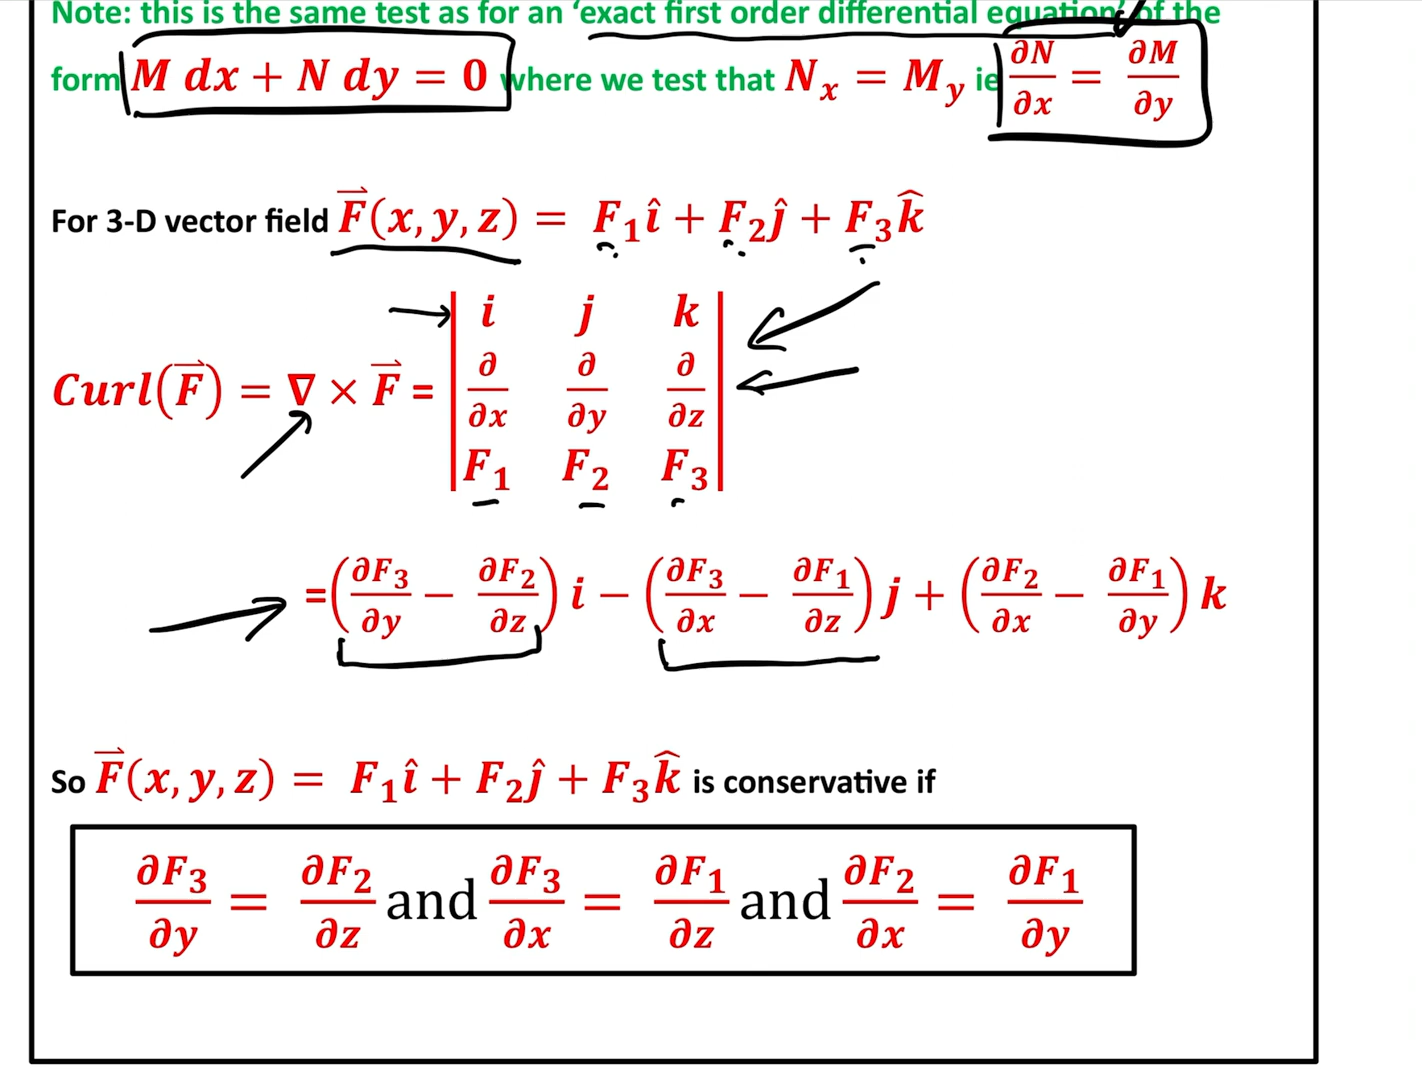 Note: this is the same test as for an ‘exact first order differential equation’ of the
form M dx + N dy = 0 where we test that Nₓ = M_y ie ∂N/∂x = ∂M/∂y
For 3-D vector field F⃗(x, y, z) = F₁î + F₂ĵ + F₃k̂
| i j k |
Curl(F⃗) = ∇ × F⃗ = | ∂/∂x ∂/∂y ∂/∂z |
| F₁ F₂ F₃ |
=(∂F₃/∂y − ∂F₂/∂z) i − (∂F₃/∂x − ∂F₁/∂z) j + (∂F₂/∂x − ∂F₁/∂y) k
So F⃗(x, y, z) = F₁î + F₂ĵ + F₃k̂ is conservative if
∂F₃/∂y = ∂F₂/∂z and ∂F₃/∂x = ∂F₁/∂z and ∂F₂/∂x = ∂F₁/∂y